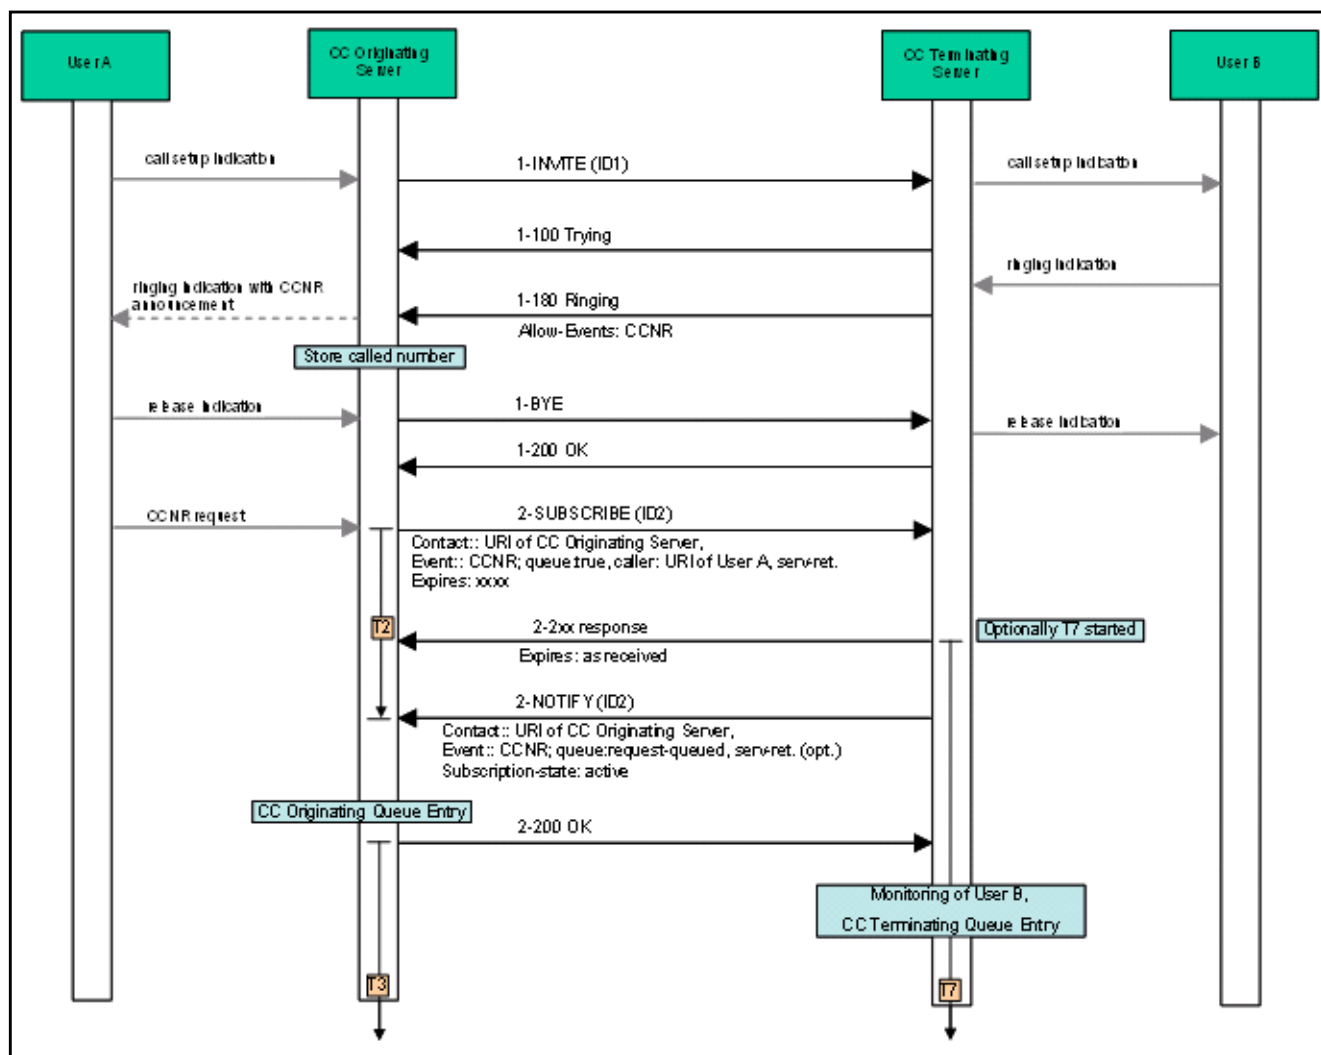 User A
CC Originating
Server
CC Terminating
Server
User B
call setup indication
1-INVITE (ID1)
call setup indication
1-100 Trying
ringing indication
ringing indication with CCNR
announcement
1-180 Ringing
Allow-Events: CCNR
Store called number
release indication
1-BYE
release indication
1-200 OK
CCNR request
2-SUBSCRIBE (ID2)
Contact:: URI of CC Originating Server,
Event:: CCNR; queue:true, caller: URI of User A, serv-ret.
Expires: xxxx
T2
2-2xx response
Optionally T7 started
Expires: as received
2-NOTIFY (ID2)
Contact:: URI of CC Originating Server,
Event:: CCNR; queue:request-queued, serv-ret. (opt.)
Subscription-state: active
CC Originating Queue Entry
2-200 OK
Monitoring of User B,
CC Terminating Queue Entry
T3
T7